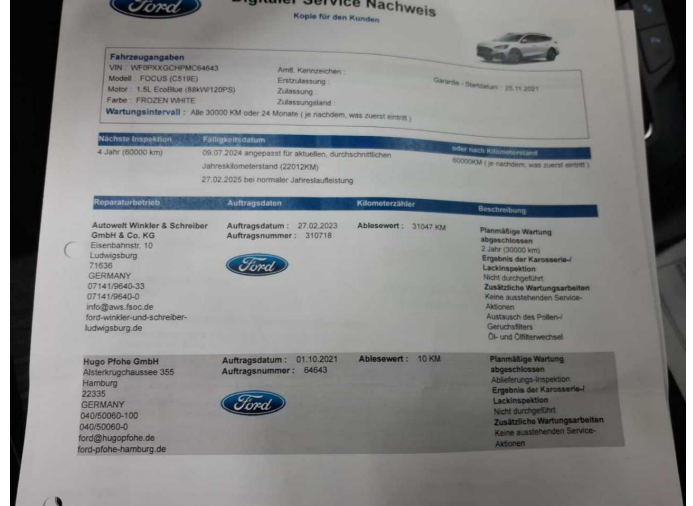 Ford
Digitaler Service Nachweis
Kopie für den Kunden
Fahrzeugangaben
VIN : WF0PXXGCHPMC64643
Modell : FOCUS (C519E)
Motor : 1.5L EcoBlue (88kW/120PS)
Farbe : FROZEN WHITE
Amtl. Kennzeichen :
Erstzulassung :
Zulassung :
Zulassungsland :
Garantie - Startdatum : 25.11.2021
Wartungsintervall : Alle 30000 KM oder 24 Monate ( je nachdem, was zuerst eintritt )
Nächste Inspektion Fälligkeitsdatum oder nach Kilometerstand
4 Jahr (60000 km) 09.07.2024 angepasst für aktuellen, durchschnittlichen 60000KM ( je nachdem, was zuerst eintritt )
Jahreskilometerstand (22012KM)
27.02.2025 bei normaler Jahreslaufleistung
Reparaturbetrieb Auftragsdaten Kilometerzähler Beschreibung
Autowelt Winkler & Schreiber
GmbH & Co. KG
Eisenbahnstr. 10
Ludwigsburg
71636
GERMANY
07141/9640-33
07141/9640-0
info@aws.fsoc.de
ford-winkler-und-schreiber-
ludwigsburg.de
Auftragsdatum : 27.02.2023
Auftragsnummer : 310718
Ford
Ablesewert : 31047 KM
Planmäßige Wartung
abgeschlossen
2 Jahr (30000 km)
Ergebnis der Karosserie-/
Lackinspektion
Nicht durchgeführt
Zusätzliche Wartungsarbeiten
Keine ausstehenden Service-
Aktionen
Austausch des Pollen-/
Geruchsfilters
Öl- und Ölfilterwechsel
Hugo Pfohe GmbH
Alsterkrugchaussee 355
Hamburg
22335
GERMANY
040/50060-100
040/50060-0
ford@hugopfohe.de
ford-pfohe-hamburg.de
Auftragsdatum : 01.10.2021
Auftragsnummer : 64643
Ford
Ablesewert : 10 KM
Planmäßige Wartung
abgeschlossen
Ablieferungs-Inspektion
Ergebnis der Karosserie-/
Lackinspektion
Nicht durchgeführt
Zusätzliche Wartungsarbeiten
Keine ausstehenden Service-
Aktionen